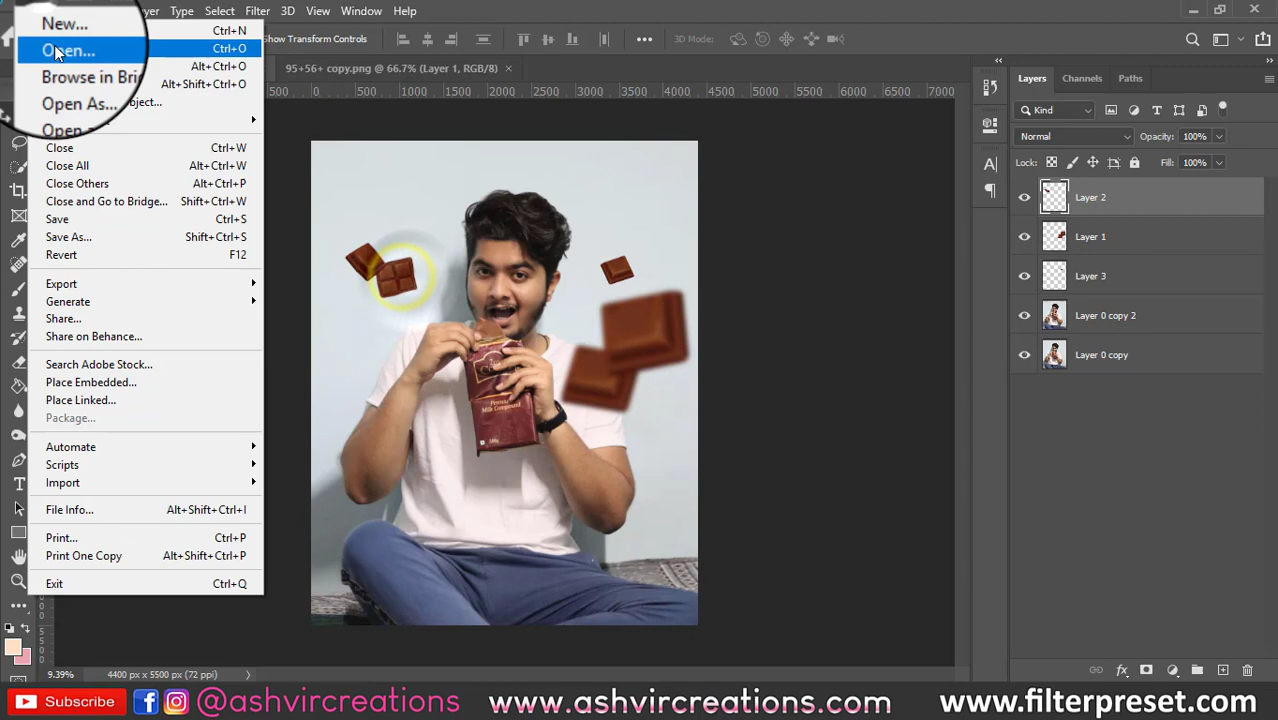 Type Select Filter 3D View Window Help
New... Ctrl+N
Open... Ctrl+O
Browse in Bri Alt+Ctrl+O
Open As... Alt+Shift+Ctrl+O
Open bject...
Close Ctrl+W
Close All Alt+Ctrl+W
Close Others Alt+Ctrl+P
Close and Go to Bridge... Shift+Ctrl+W
Save Ctrl+S
Save As... Shift+Ctrl+S
Revert F12
Export
Generate
Share...
Share on Behance...
Search Adobe Stock...
Place Embedded...
Place Linked...
Package...
Automate
Scripts
Import
File Info... Alt+Shift+Ctrl+I
Print... Ctrl+P
Print One Copy Alt+Shift+Ctrl+P
Exit Ctrl+Q
Show Transform Controls
3D Mode:
95+56+ copy.png @ 66.7% (Layer 1, RGB/8)
500 0 500 1000 1500 2000 2500 3000 3500 4000 4500 5000 5500 6000 6500 7000
Milk Compound
Layers Channels Paths
Kind
Normal Opacity: 100%
Lock: Fill: 100%
Layer 2
Layer 1
Layer 3
Layer 0 copy 2
Layer 0 copy
9.39% 4400 px x 5500 px (72 ppi)
Subscribe @ashvircreations www.ashvircreations.com www.filterpreset.com